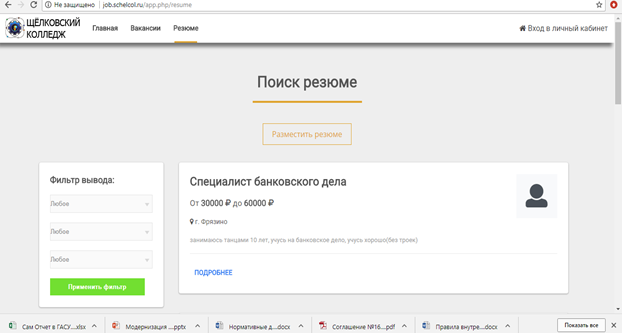 Не защищено | job.schelcol.ru/app.php/resume
ЩЁЛКОВСКИЙ
КОЛЛЕДЖ
Главная Вакансии Резюме Вход в личный кабинет
Поиск резюме
Разместить резюме
Фильтр вывода:
Любое
Любое
Любое
Применить фильтр
Специалист банковского дела
От 30000 ₽ до 60000 ₽
г. Фрязино
занимаюсь танцами 10 лет, учусь на банковское дело, учусь хорошо(без троек)
ПОДРОБНЕЕ
Сам Отчет в ГАСУ....xlsx Модернизация ....pptx Нормативные д....docx Соглашение №16....pdf Правила внутре....docx Показать все